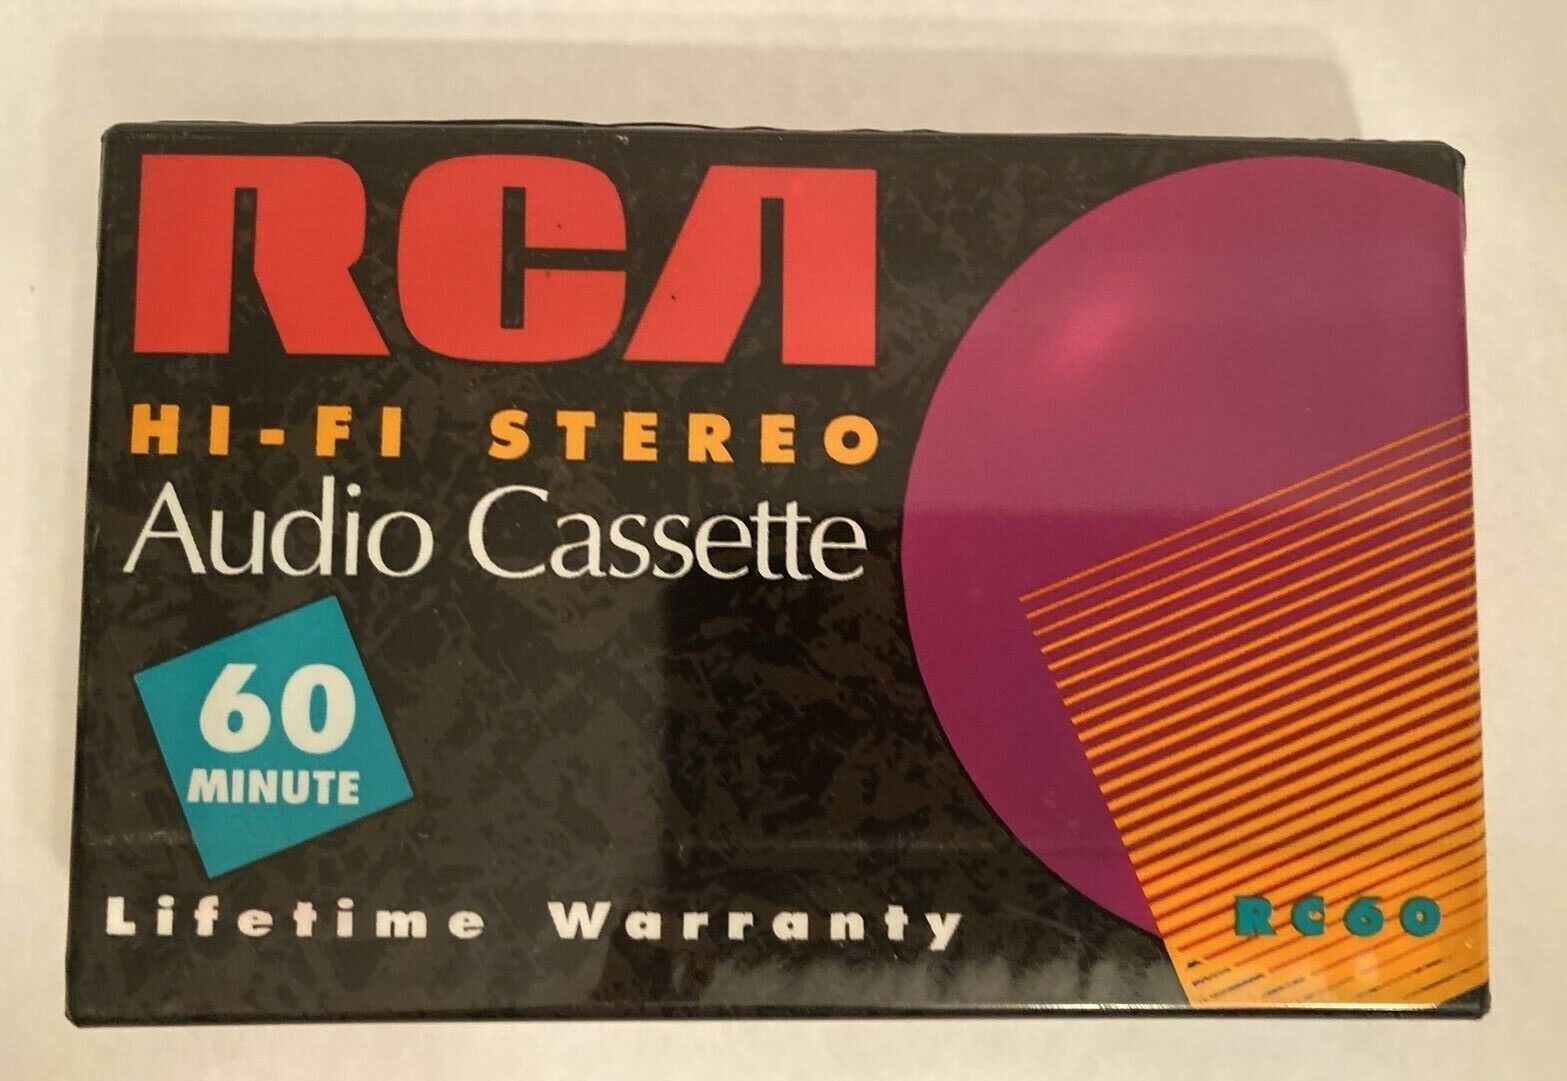 RCA
HI-FI STEREO
Audio Cassette
60
MINUTE
Lifetime Warranty
RC60